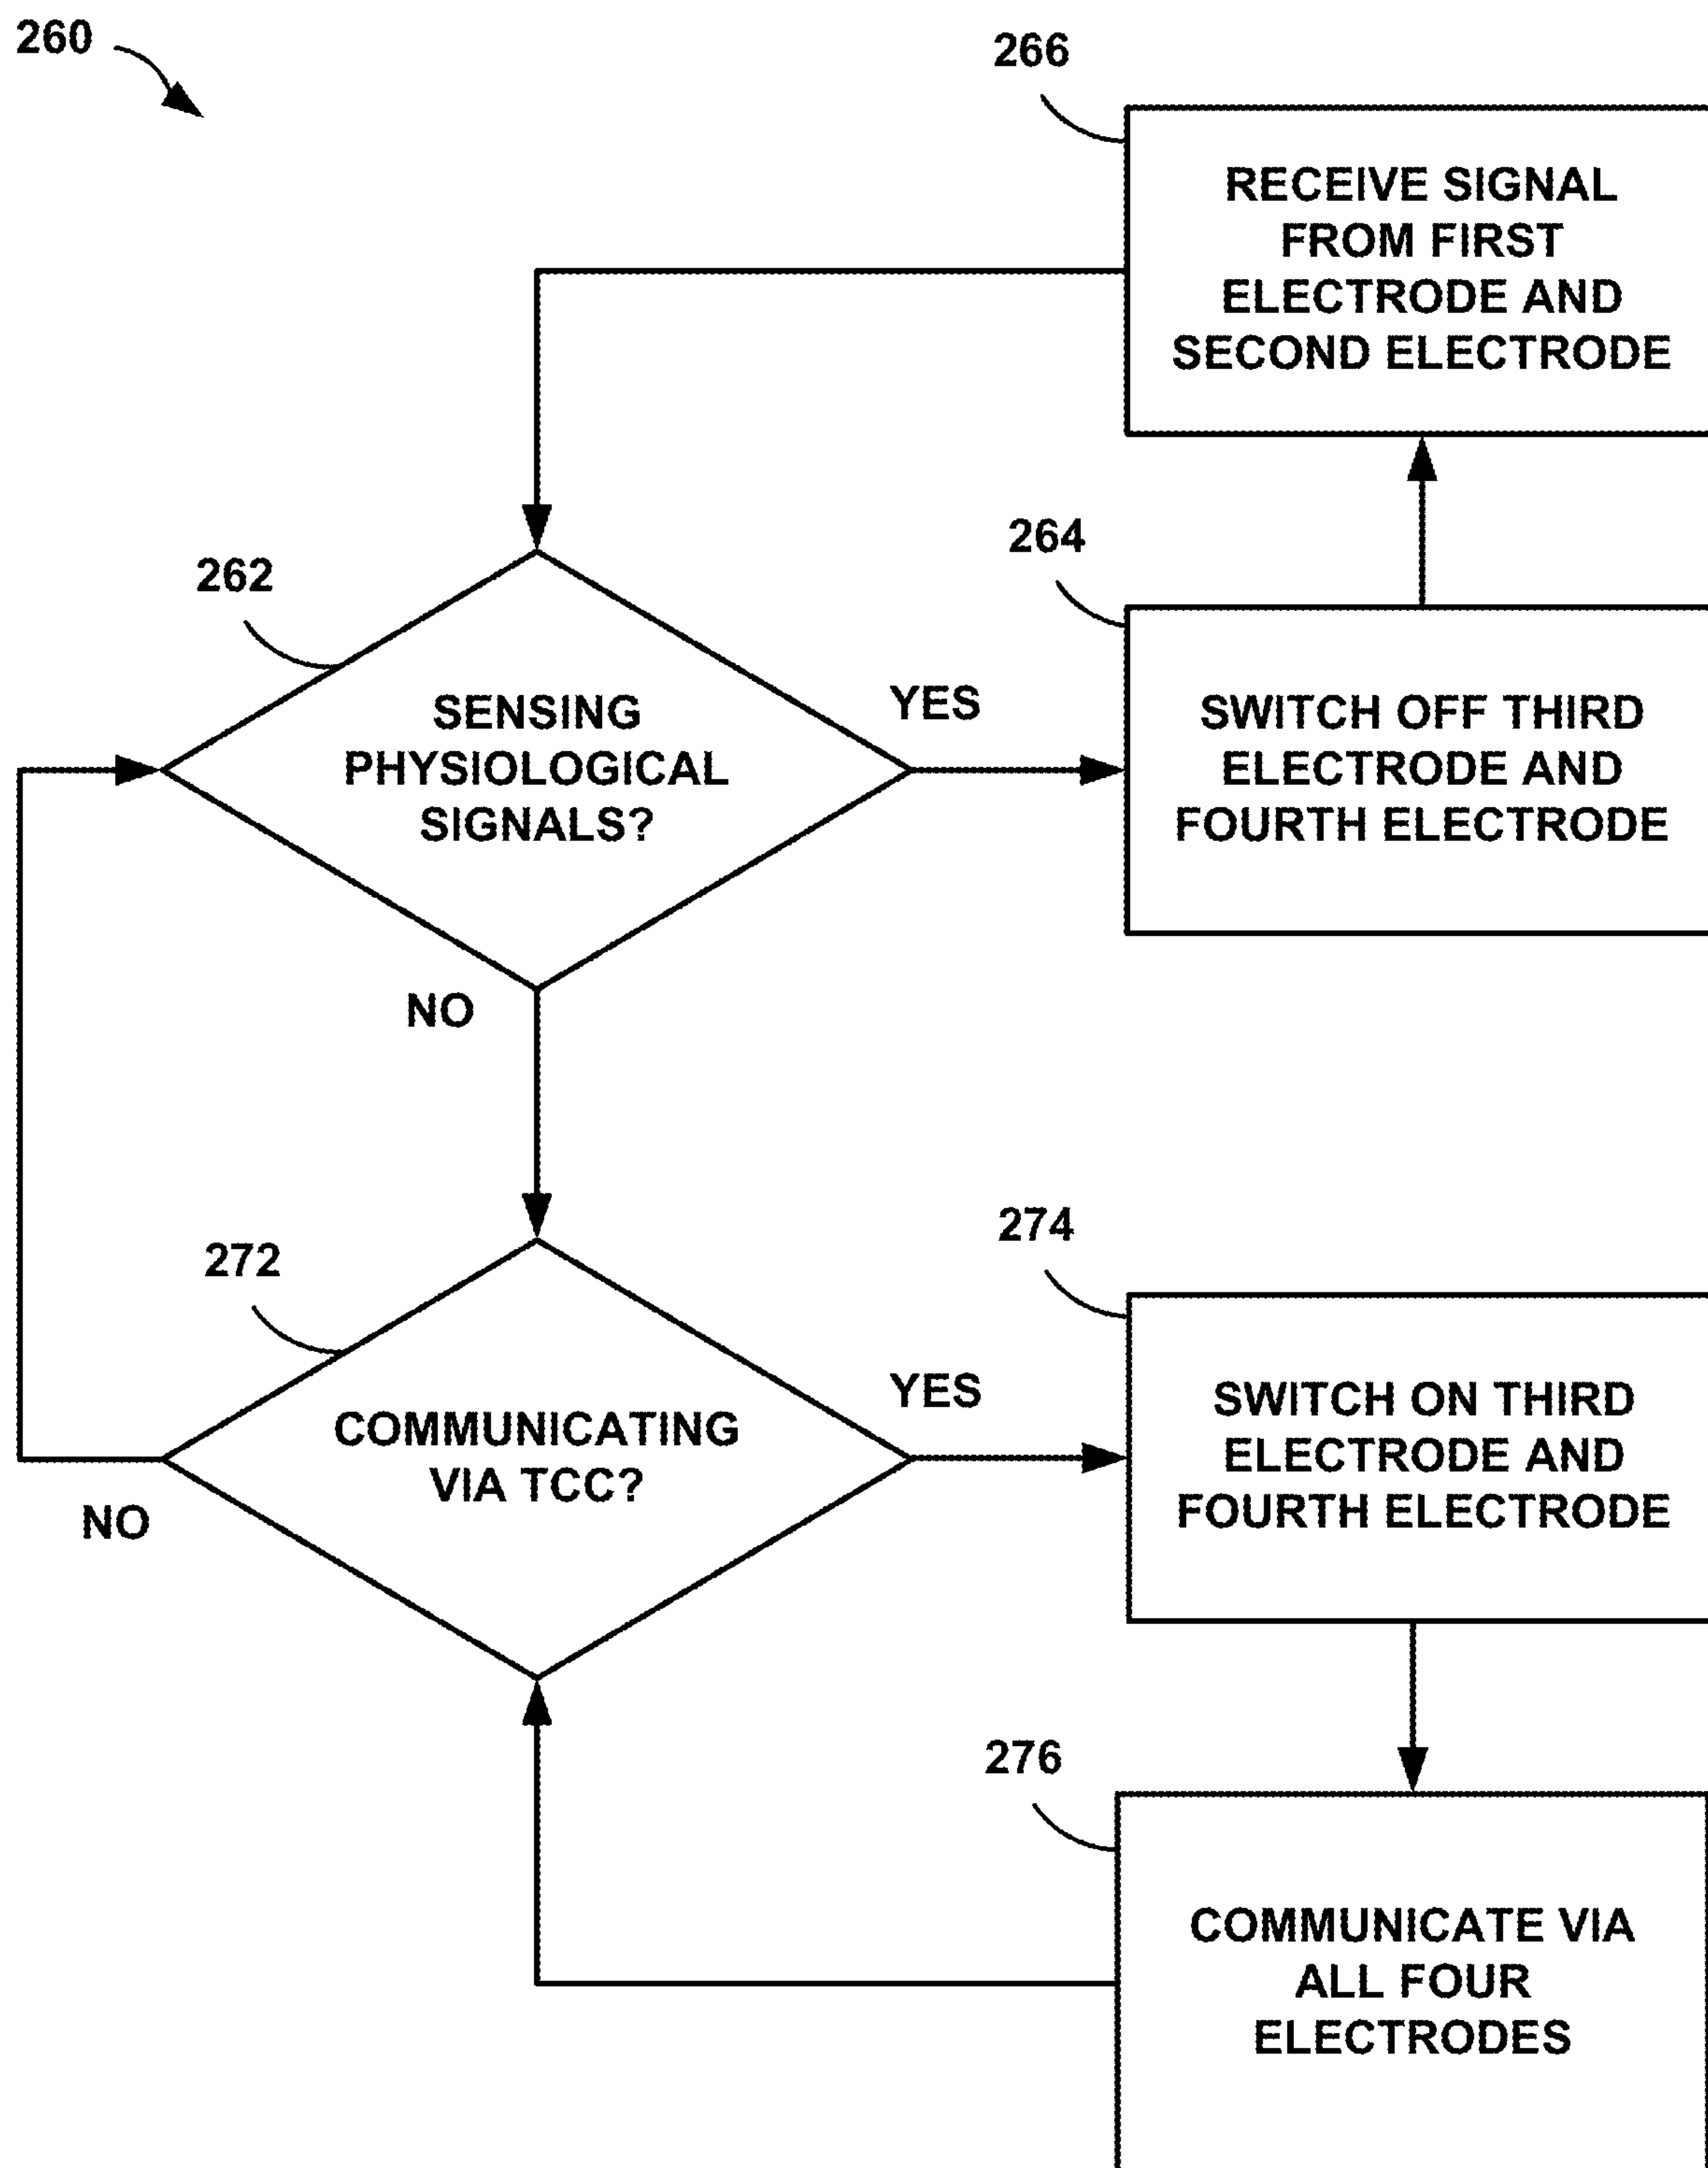 260
266
RECEIVE SIGNAL
FROM FIRST
ELECTRODE AND
SECOND ELECTRODE
262
264
SENSING
PHYSIOLOGICAL
SIGNALS?
YES
SWITCH OFF THIRD
ELECTRODE AND
FOURTH ELECTRODE
NO
272
274
COMMUNICATING
VIA TCC?
YES
SWITCH ON THIRD
ELECTRODE AND
FOURTH ELECTRODE
NO
276
COMMUNICATE VIA
ALL FOUR
ELECTRODES